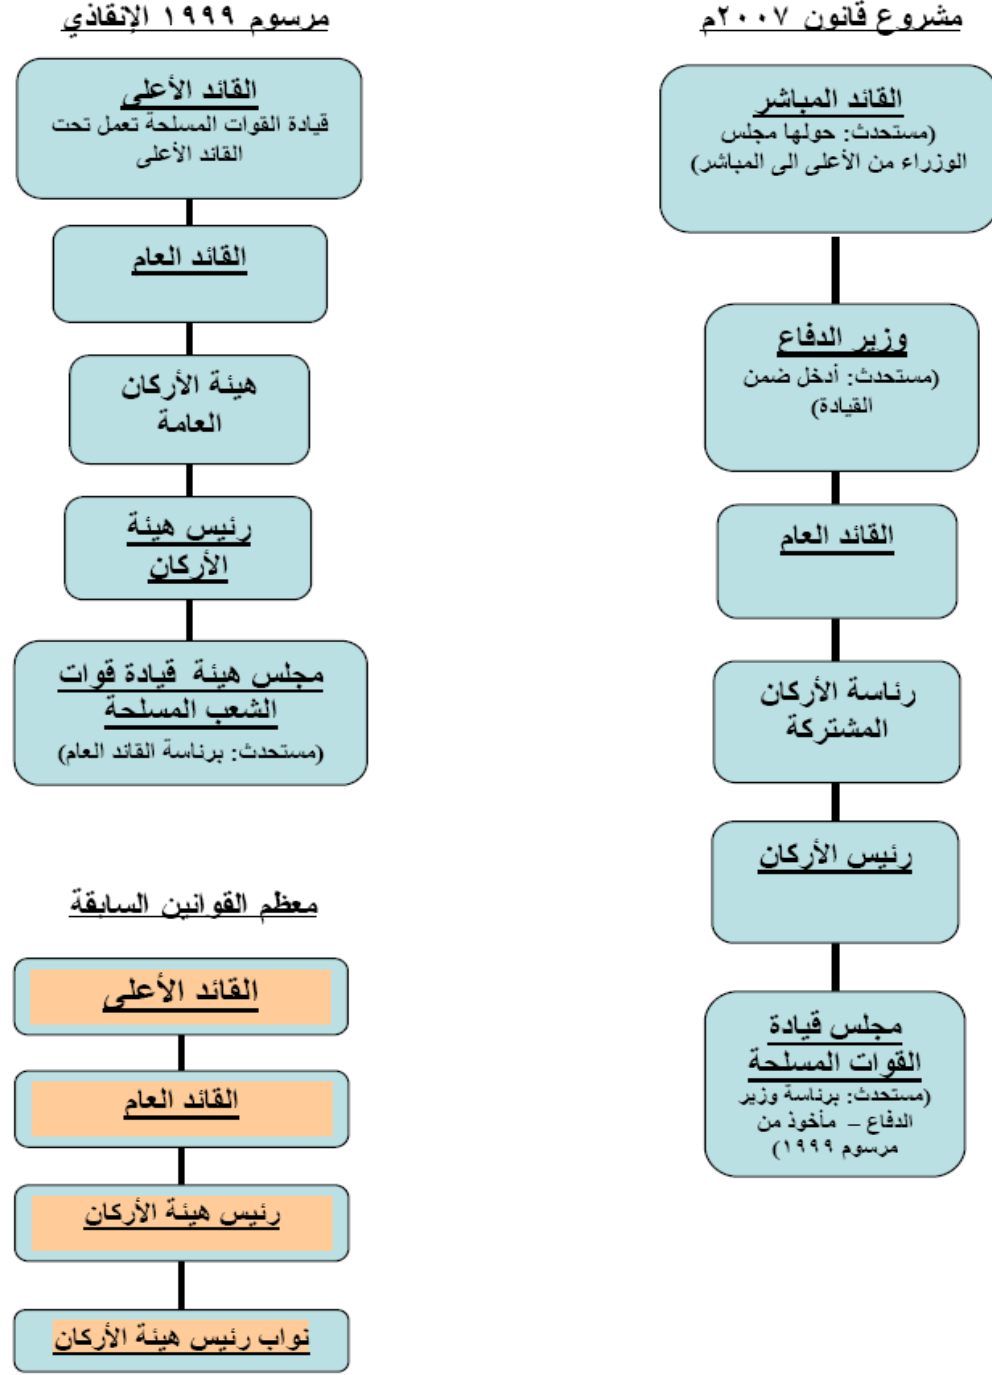 مشروع قانون ٢٠٠٧م
القائد المباشر
(مستحدث: حولها مجلس
الوزراء من الأعلى الى المباشر)
وزير الدفاع
(مستحدث: أدخل ضمن
القيادة)
القائد العام
رئاسة الأركان
المشتركة
رئيس الأركان
مجلس قيادة
القوات المسلحة
(مستحدث: برئاسة وزير
الدفاع – مأخوذ من
مرسوم ١٩٩٩)
مرسوم ١٩٩٩ الإنقاذي
القائد الأعلى
قيادة القوات المسلحة تعمل تحت
القائد الأعلى
القائد العام
هيئة الأركان
العامة
رئيس هيئة
الأركان
مجلس هيئة قيادة قوات
الشعب المسلحة
(مستحدث: برئاسة القائد العام)
معظم القوانين السابقة
القائد الأعلى
القائد العام
رئيس هيئة الأركان
نواب رئيس هيئة الأركان